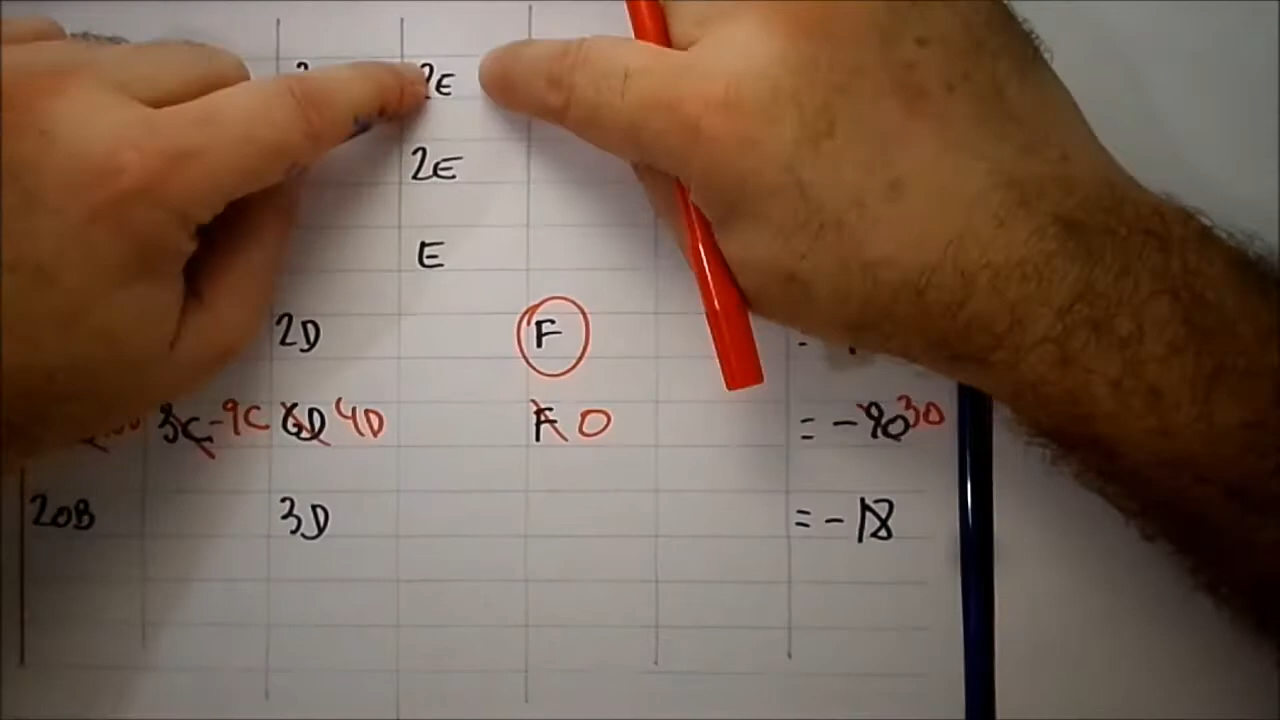 2E
2E
E
2D F
3C -9C 6D 4D F 0 = -90 30
20B 3D = -18